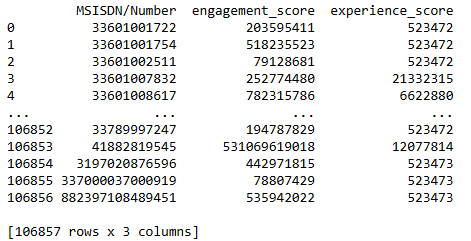 MSISDN/Number engagement_score experience_score
0 33601001722 203595411 523472
1 33601001754 518235523 523472
2 33601002511 79128681 523472
3 33601007832 252774480 21332315
4 33601008617 782315786 6622880
... ... ... ...
106852 33789997247 194787829 523472
106853 41882819545 531069619018 12077814
106854 3197020876596 442971815 523473
106855 337000037000919 78807429 523473
106856 882397108489451 535942022 523473
[106857 rows x 3 columns]